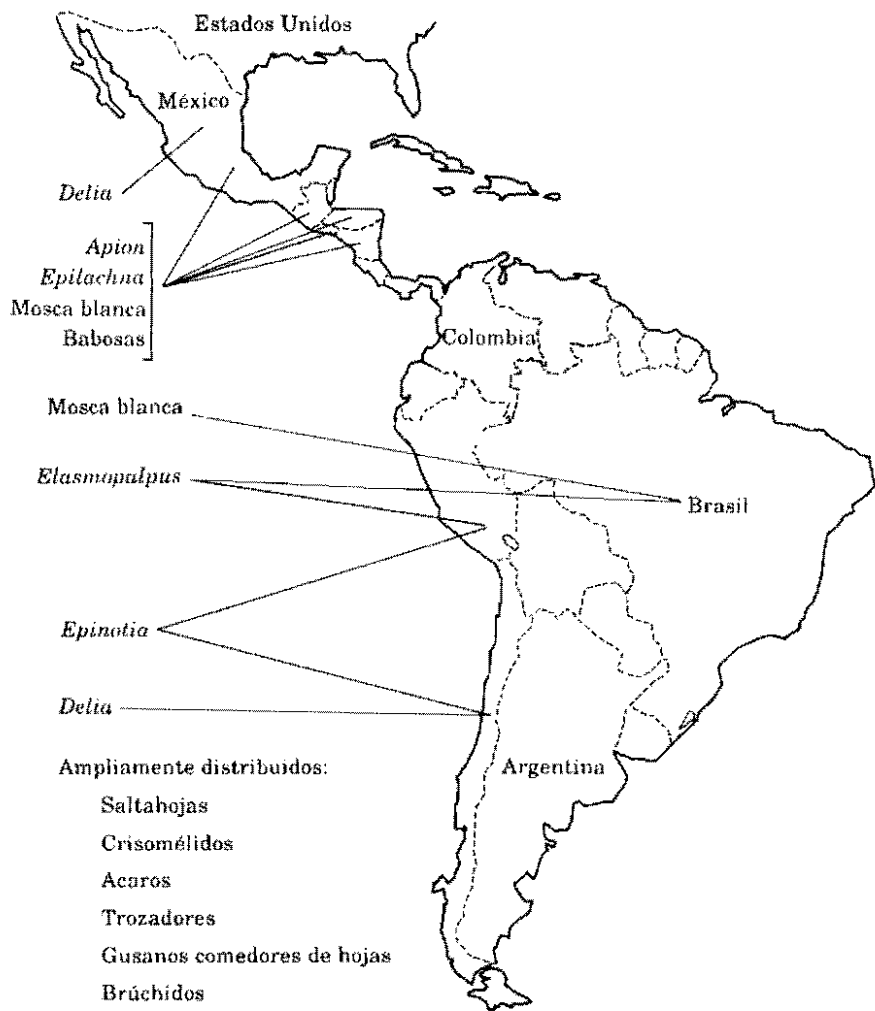 Estados Unidos
México
Delia
Apion
Epilachna
Mosca blanca
Babosas
Colombia
Mosca blanca
Elasmopalpus
Brasil
Epinotia
Delia
Ampliamente distribuidos:
Argentina
Saltahojas
Crisomélidos
Acaros
Trozadores
Gusanos comedores de hojas
Brúchidos